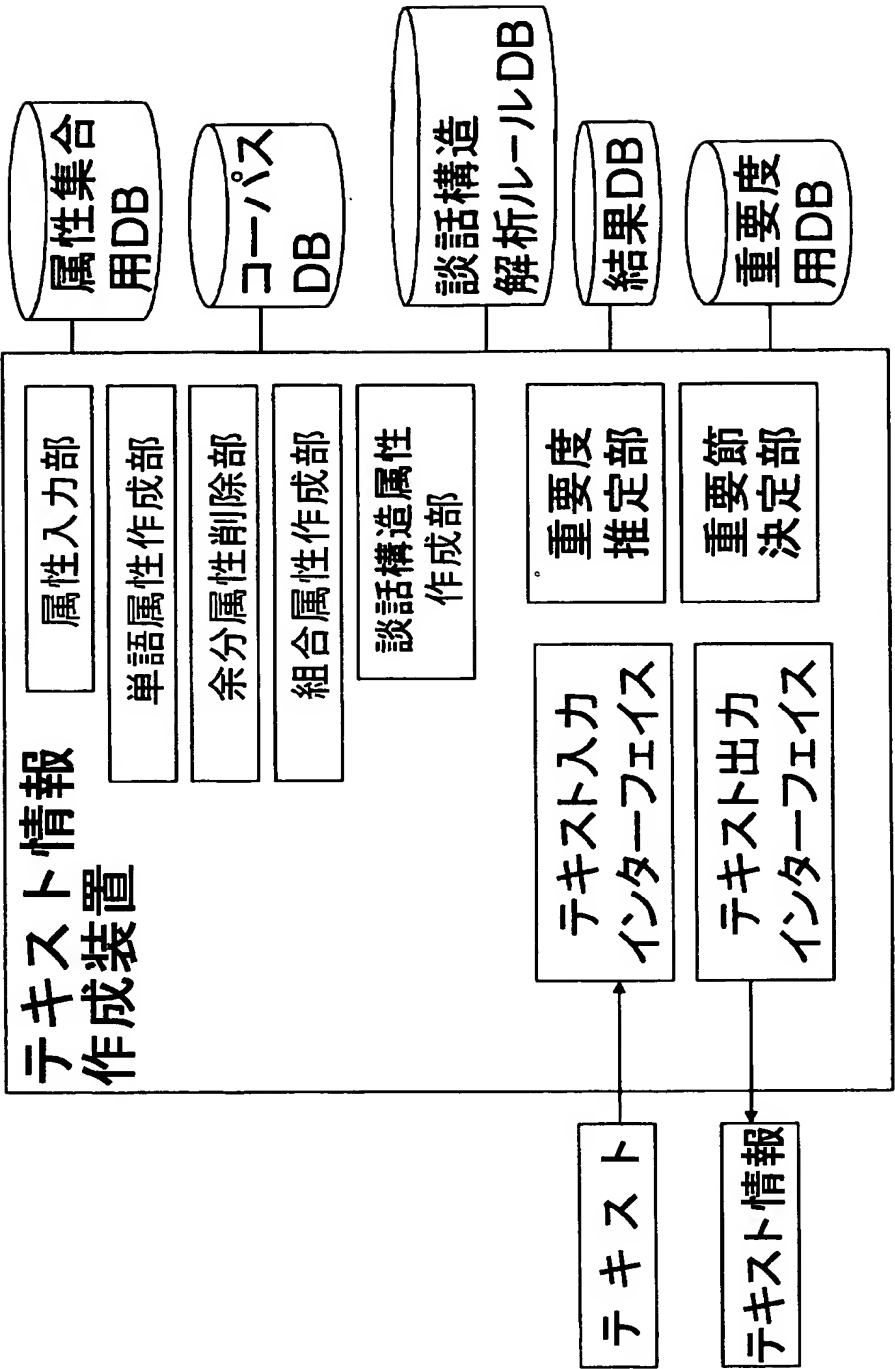 テキスト情報
作成装置
属性入力部
単語属性作成部
余分属性削除部
組合属性作成部
談話構造属性
作成部
テキスト入力
インターフェイス
テキスト出力
インターフェイス
重要度
推定部
重要節
決定部
テキスト
テキスト情報
属性集合
用DB
コーパス
DB
談話構造
解析ルールDB
結果DB
重要度
用DB